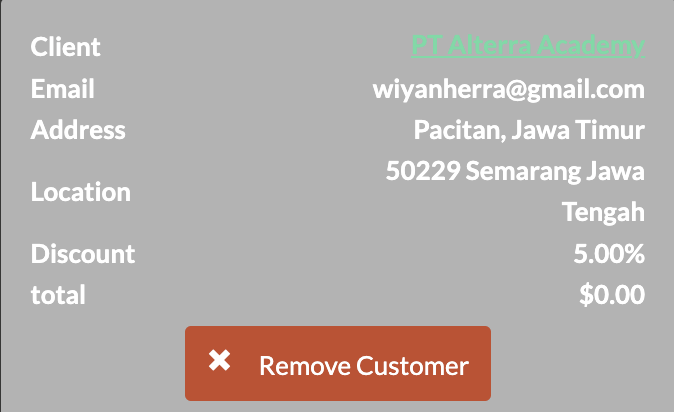 Client PT Alterra Academy
Email wiyanherra@gmail.com
Address Pacitan, Jawa Timur
Location 50229 Semarang Jawa
Tengah
Discount 5.00%
total $0.00
✖ Remove Customer